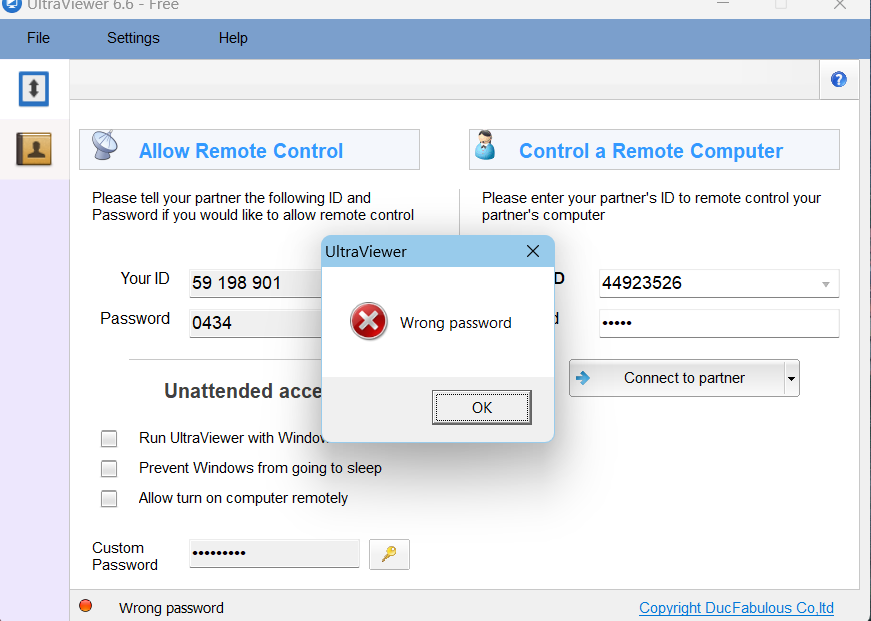 UltraViewer 6.6 - Free
File Settings Help
Allow Remote Control
Please tell your partner the following ID and
Password if you would like to allow remote control
Your ID
59 198 901
Password
0434
Unattended acce
Run UltraViewer with Window
Prevent Windows from going to sleep
Allow turn on computer remotely
Custom
Password
•••••••••
Control a Remote Computer
Please enter your partner's ID to remote control your
partner's computer
D
44923526
d
•••••
Connect to partner
UltraViewer
Wrong password
OK
Wrong password
Copyright DucFabulous Co,ltd